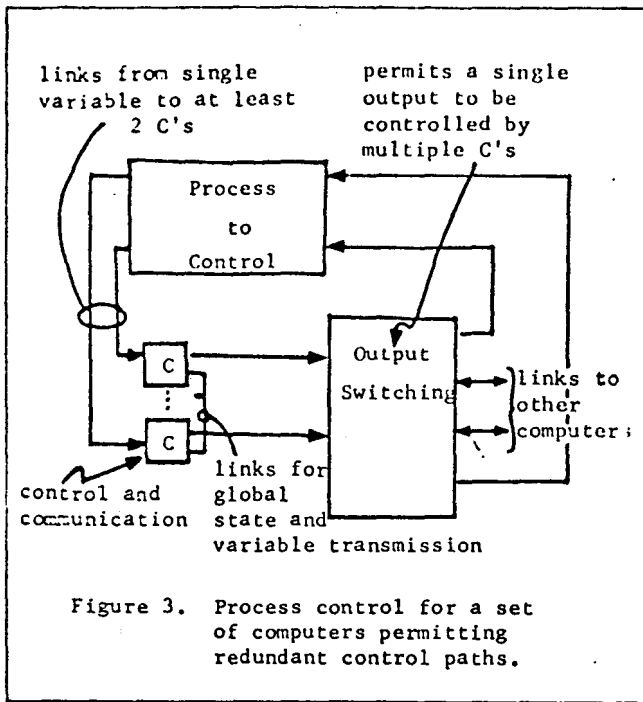 links from single
variable to at least
2 C's
permits a single
output to be
controlled by
multiple C's
Process
to
Control
C
C
Output
Switching
links to
other
computers
control and
communication
links for
global
state and
variable transmission
Figure 3. Process control for a set
of computers permitting
redundant control paths.